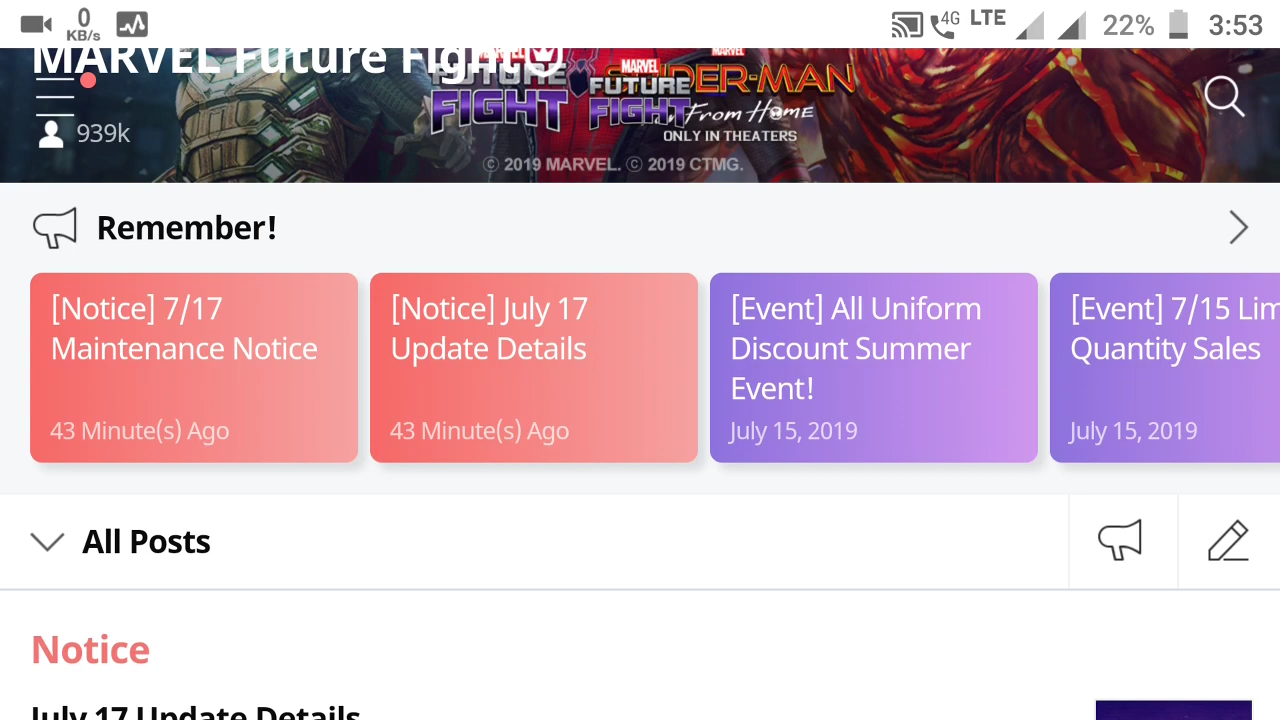 0
KB/s
4G LTE 22% 3:53
MARVEL Future Fight
MARVEL
FUTURE
FIGHT
MARVEL
FUTURE
FIGHT
MARVEL
SPIDER-MAN
From Home
ONLY IN THEATERS
939k
© 2019 MARVEL. © 2019 CTMG.
Remember!
[Notice] 7/17
Maintenance Notice
43 Minute(s) Ago
[Notice] July 17
Update Details
43 Minute(s) Ago
[Event] All Uniform
Discount Summer
Event!
July 15, 2019
[Event] 7/15 Lim
Quantity Sales
July 15, 2019
All Posts
Notice
July 17 Update Details